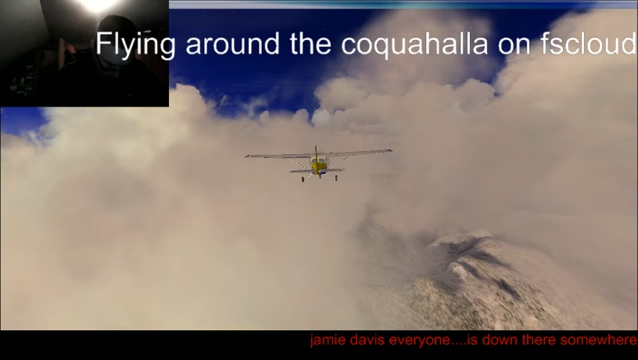 Flying around the coquahalla on fscloud
jamie davis everyone....is down there somewhere